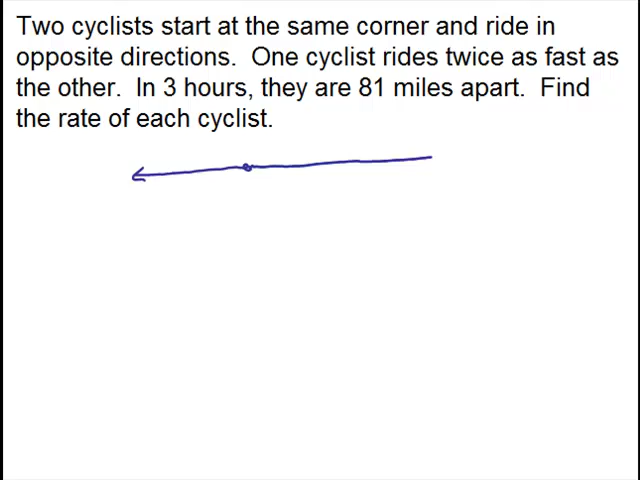 Two cyclists start at the same corner and ride in
opposite directions.  One cyclist rides twice as fast as
the other.  In 3 hours, they are 81 miles apart.  Find
the rate of each cyclist.